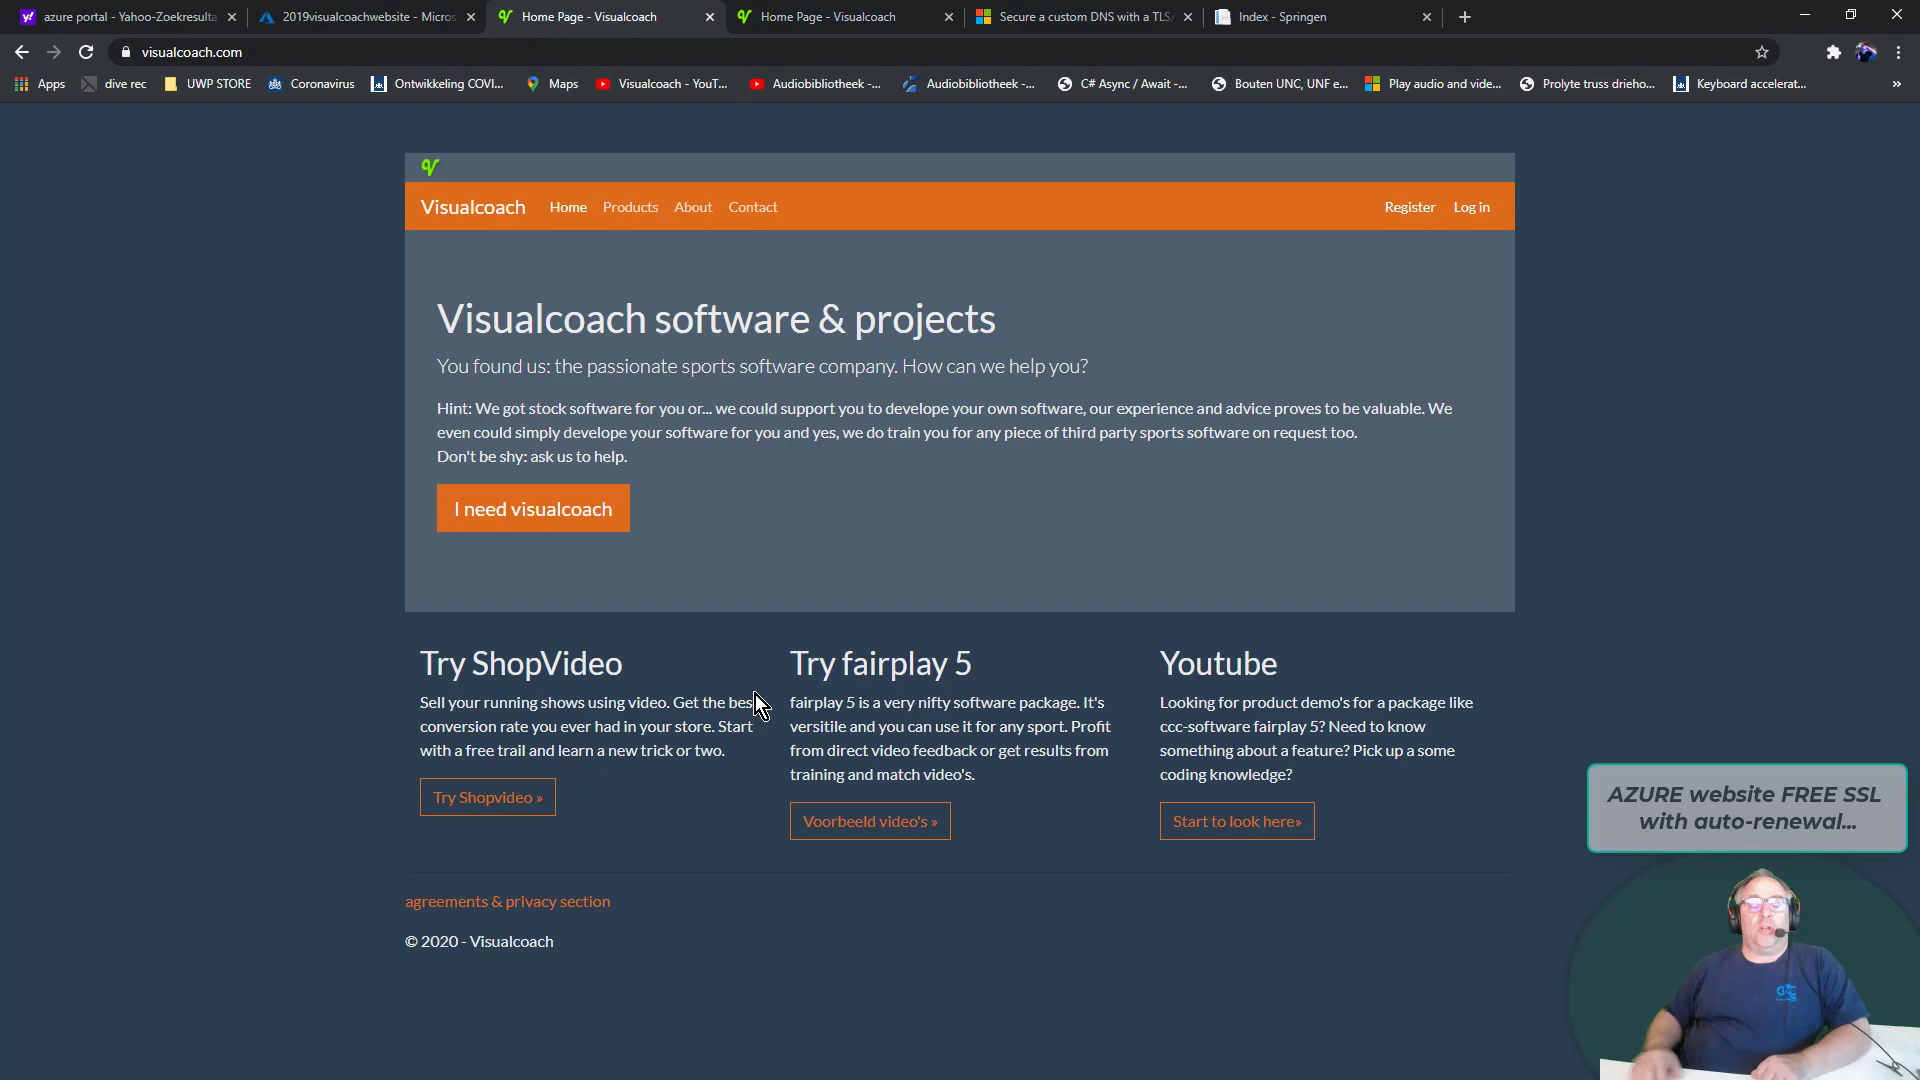 azure portal - Yahoo-Zoekresulta
2019visualcoachwebsite - Micros
Home Page - Visualcoach
Home Page - Visualcoach
Secure a custom DNS with a TLS/
Index - Springen
visualcoach.com
Apps
dive rec
UWP STORE
Coronavirus
Ontwikkeling COVI...
Maps
Visualcoach - YouT...
Audiobibliotheek -...
Audiobibliotheek -...
C# Async / Await -...
Bouten UNC, UNF e...
Play audio and vide...
Prolyte truss drieho...
Keyboard accelerat...
»
Visualcoach
Home
Products
About
Contact
Register
Log in
Visualcoach software & projects
You found us: the passionate sports software company. How can we help you?
Hint: We got stock software for you or... we could support you to develope your own software, our experience and advice proves to be valuable. We
even could simply develope your software for you and yes, we do train you for any piece of third party sports software on request too.
Don't be shy: ask us to help.
I need visualcoach
Try ShopVideo
Sell your running shows using video. Get the bes
conversion rate you ever had in your store. Start
with a free trail and learn a new trick or two.
Try Shopvideo »
Try fairplay 5
fairplay 5 is a very nifty software package. It's
versitile and you can use it for any sport. Profit
from direct video feedback or get results from
training and match video's.
Voorbeeld video's »
Youtube
Looking for product demo's for a package like
ccc-software fairplay 5? Need to know
something about a feature? Pick up a some
coding knowledge?
Start to look here»
AZURE website FREE SSL
with auto-renewal...
agreements & privacy section
© 2020 - Visualcoach